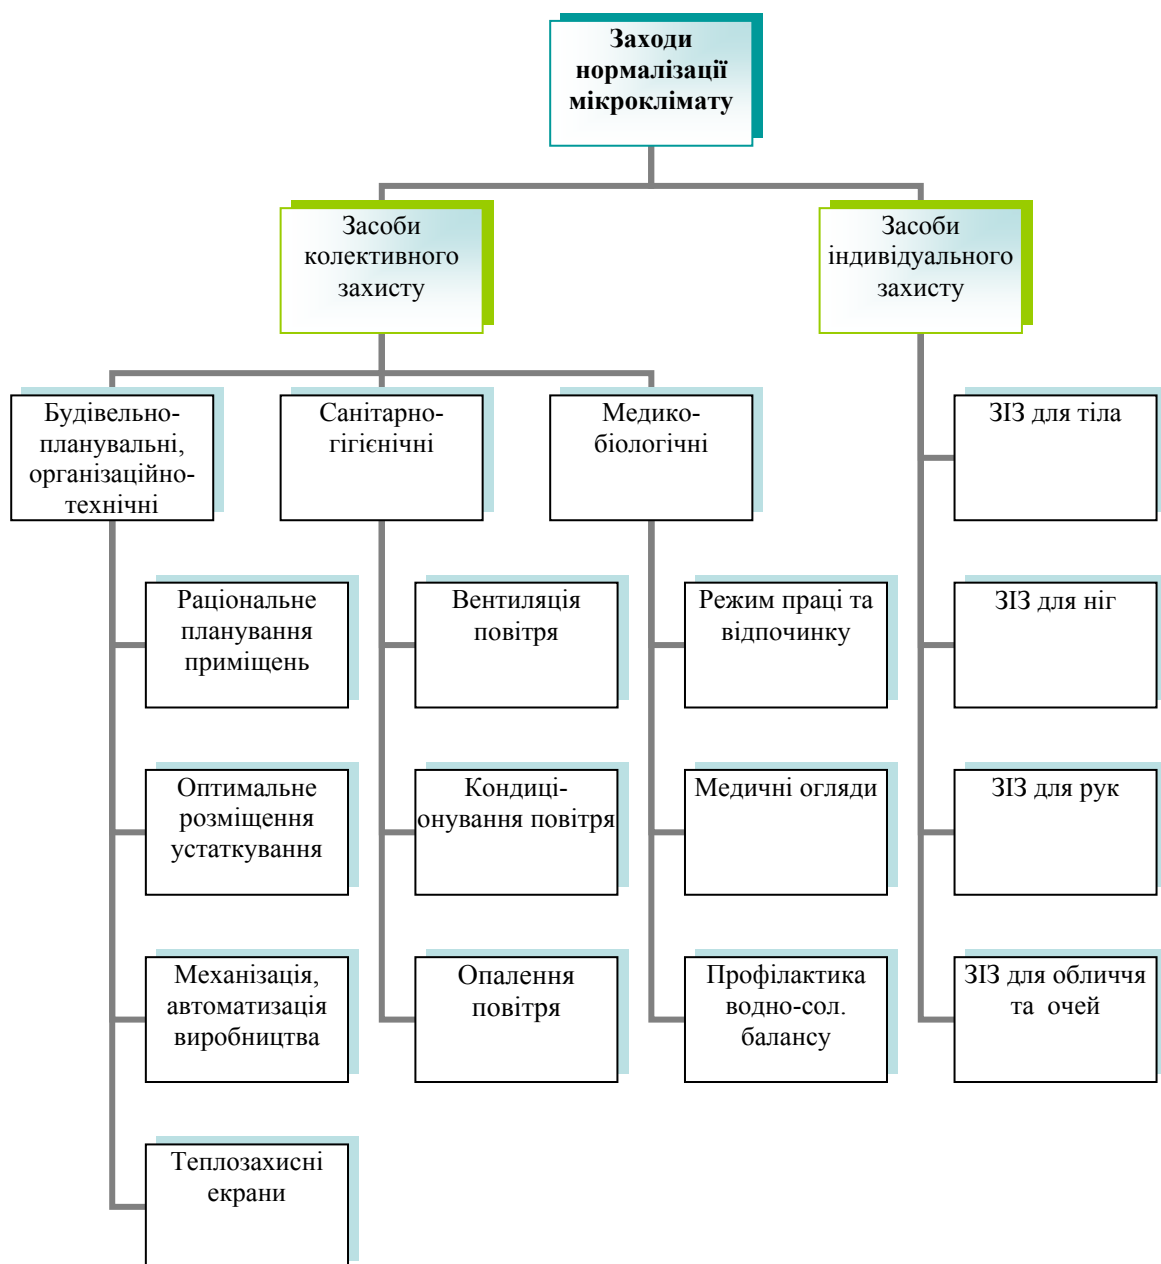 Заходи
нормалізації
мікроклімату
Засоби
колективного
захисту
Засоби
індивідуального
захисту
Будівельно-
планувальні,
організаційно-
технічні
Санітарно-
гігієнічні
Медико-
біологічні
ЗІЗ для тіла
Раціональне
планування
приміщень
Вентиляція
повітря
Режим праці та
відпочинку
ЗІЗ для ніг
Оптимальне
розміщення
устаткування
Кондиці-
онування повітря
Медичні огляди
ЗІЗ для рук
Механізація,
автоматизація
виробництва
Опалення
повітря
Профілактика
водно-сол.
балансу
ЗІЗ для обличчя
та очей
Теплозахисні
екрани